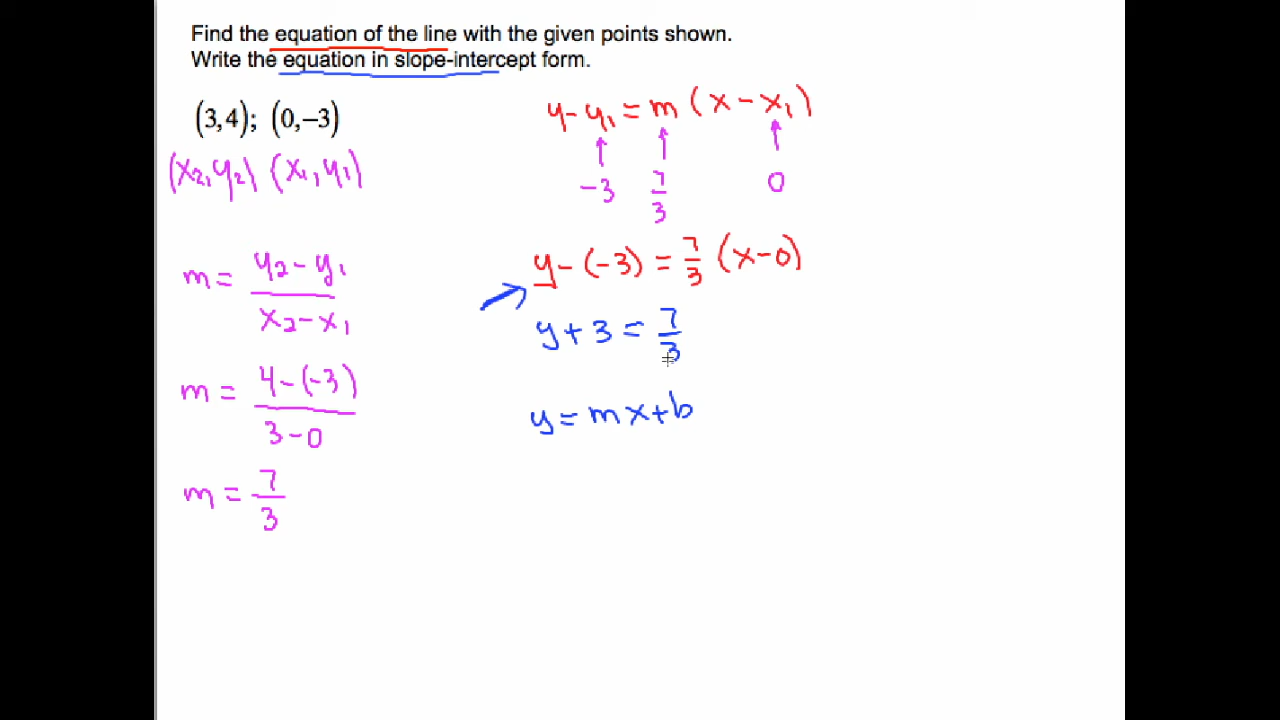 Find the equation of the line with the given points shown.
Write the equation in slope-intercept form.
(3,4); (0,−3)
(x₂,y₂) (x₁,y₁)
m = y₂ − y₁ / x₂ − x₁
m = 4 − (−3) / 3 − 0
m = 7/3
y − y₁ = m (x − x₁)
−3 7/3 0
y − (−3) = 7/3 (x − 0)
y + 3 = 7/3
y = mx + b